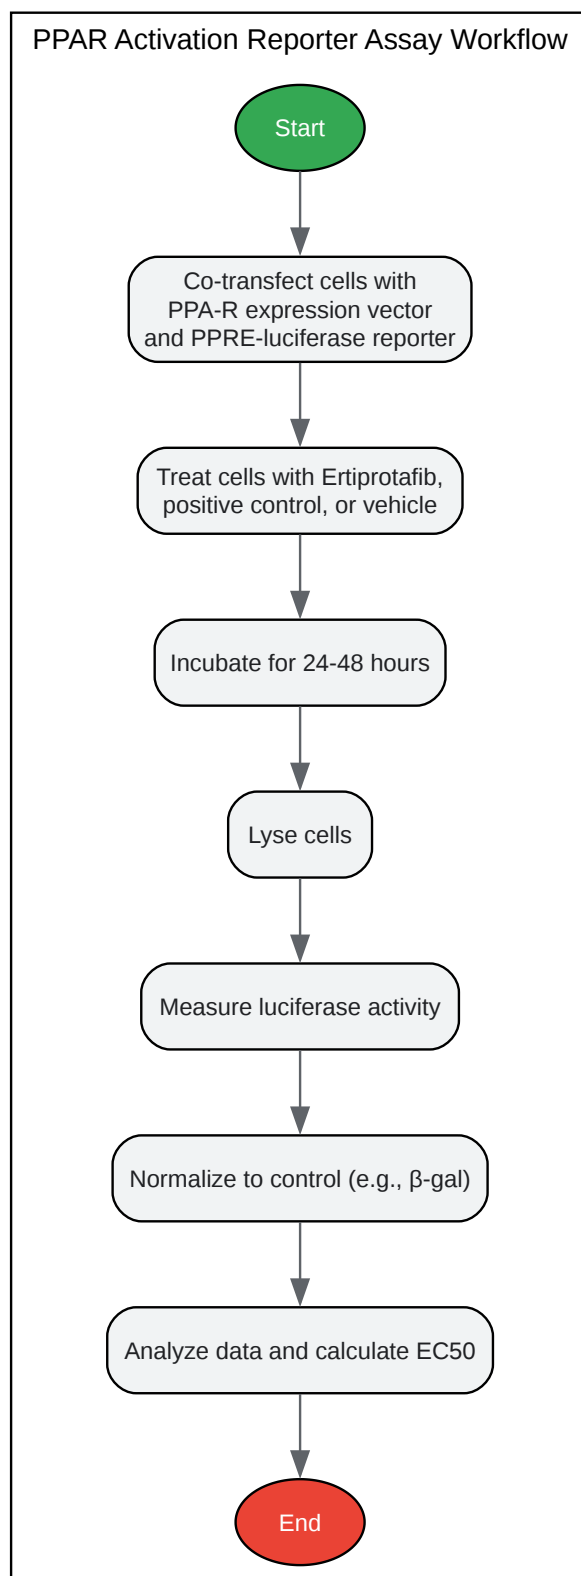 PPAR Activation Reporter Assay Workflow
Start
Co-transfect cells with
PPA-R expression vector
and PPRE-luciferase reporter
Treat cells with Ertiprotafib,
positive control, or vehicle
Incubate for 24-48 hours
Lyse cells
Measure luciferase activity
Normalize to control (e.g., β-gal)
Analyze data and calculate EC50
End